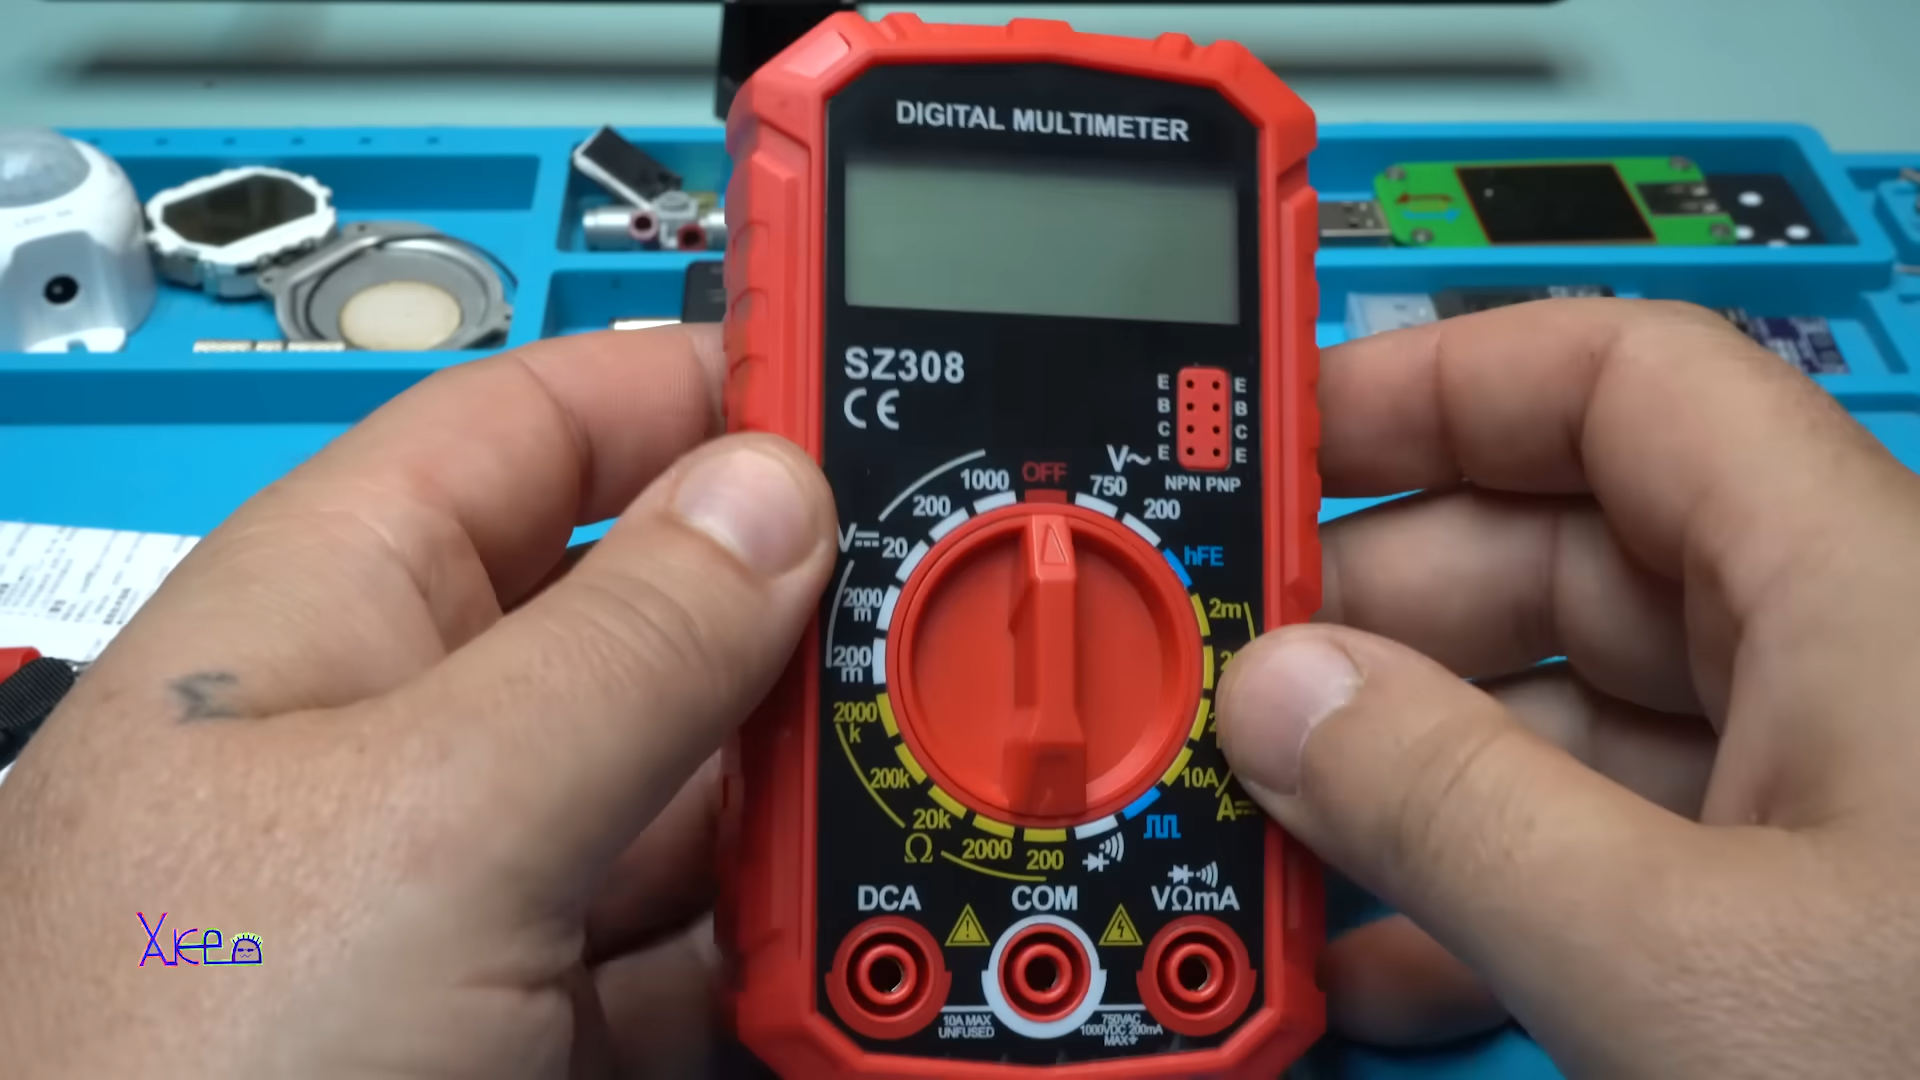 DIGITAL MULTIMETER
SZ308
CE
E E
B B
C C
E E
NPN PNP
V~
OFF
1000
750
200
200
V⎓
20
hFE
2000
m
2m
200
m
2000
k
200k
10A
A⎓
20k
Ω
2000
200
DCA
COM
VΩmA
10A MAX
UNFUSED
750VAC
1000VDC 200mA
MAX⏚